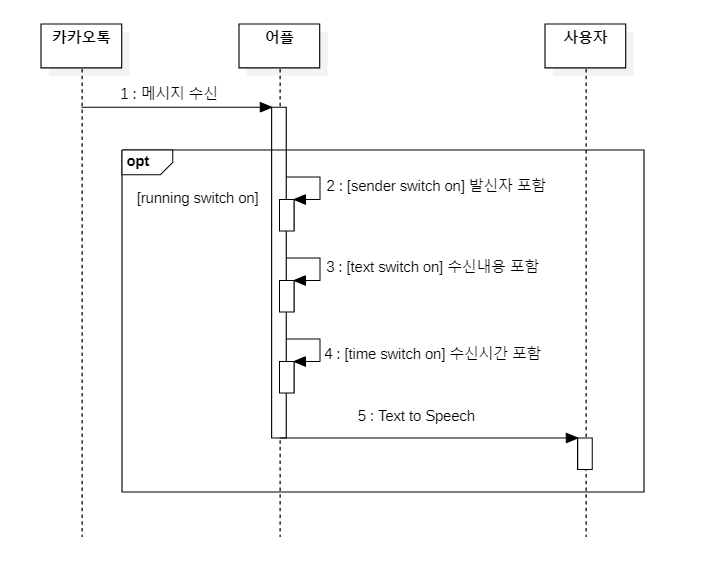 카카오톡
어플
사용자
1 : 메시지 수신
opt
[running switch on]
2 : [sender switch on] 발신자 포함
3 : [text switch on] 수신내용 포함
4 : [time switch on] 수신시간 포함
5 : Text to Speech